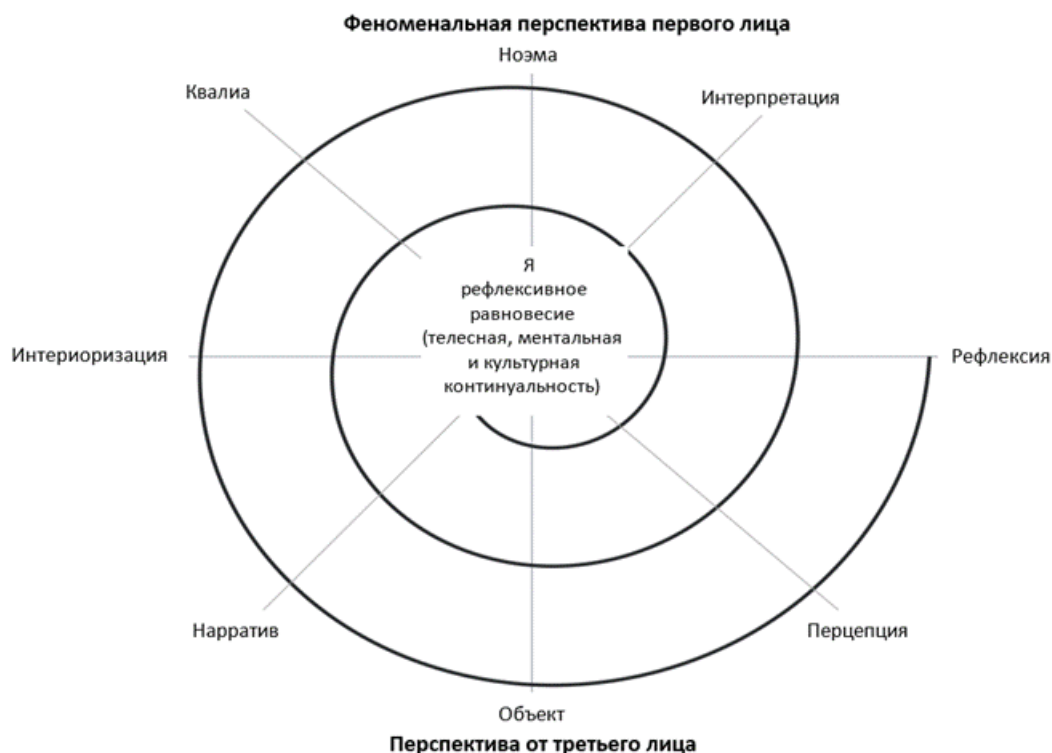 Феноменальная перспектива первого лица
Ноэма
Квалиа
Интерпретация
Я
рефлексивное
равновесие
(телесная, ментальная
и культурная
континуальность)
Интериоризация
Рефлексия
Нарратив
Перцепция
Объект
Перспектива от третьего лица